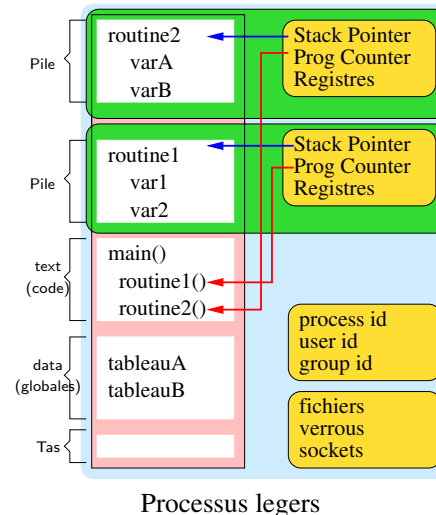 Pile
routine2
varA
varB
Stack Pointer
Prog Counter
Registres
Pile
routine1
var1
var2
Stack Pointer
Prog Counter
Registres
text
(code)
main()
routine1()
routine2()
process id
user id
group id
data
(globales)
tableauA
tableauB
fichiers
verrous
sockets
Tas
Processus legers